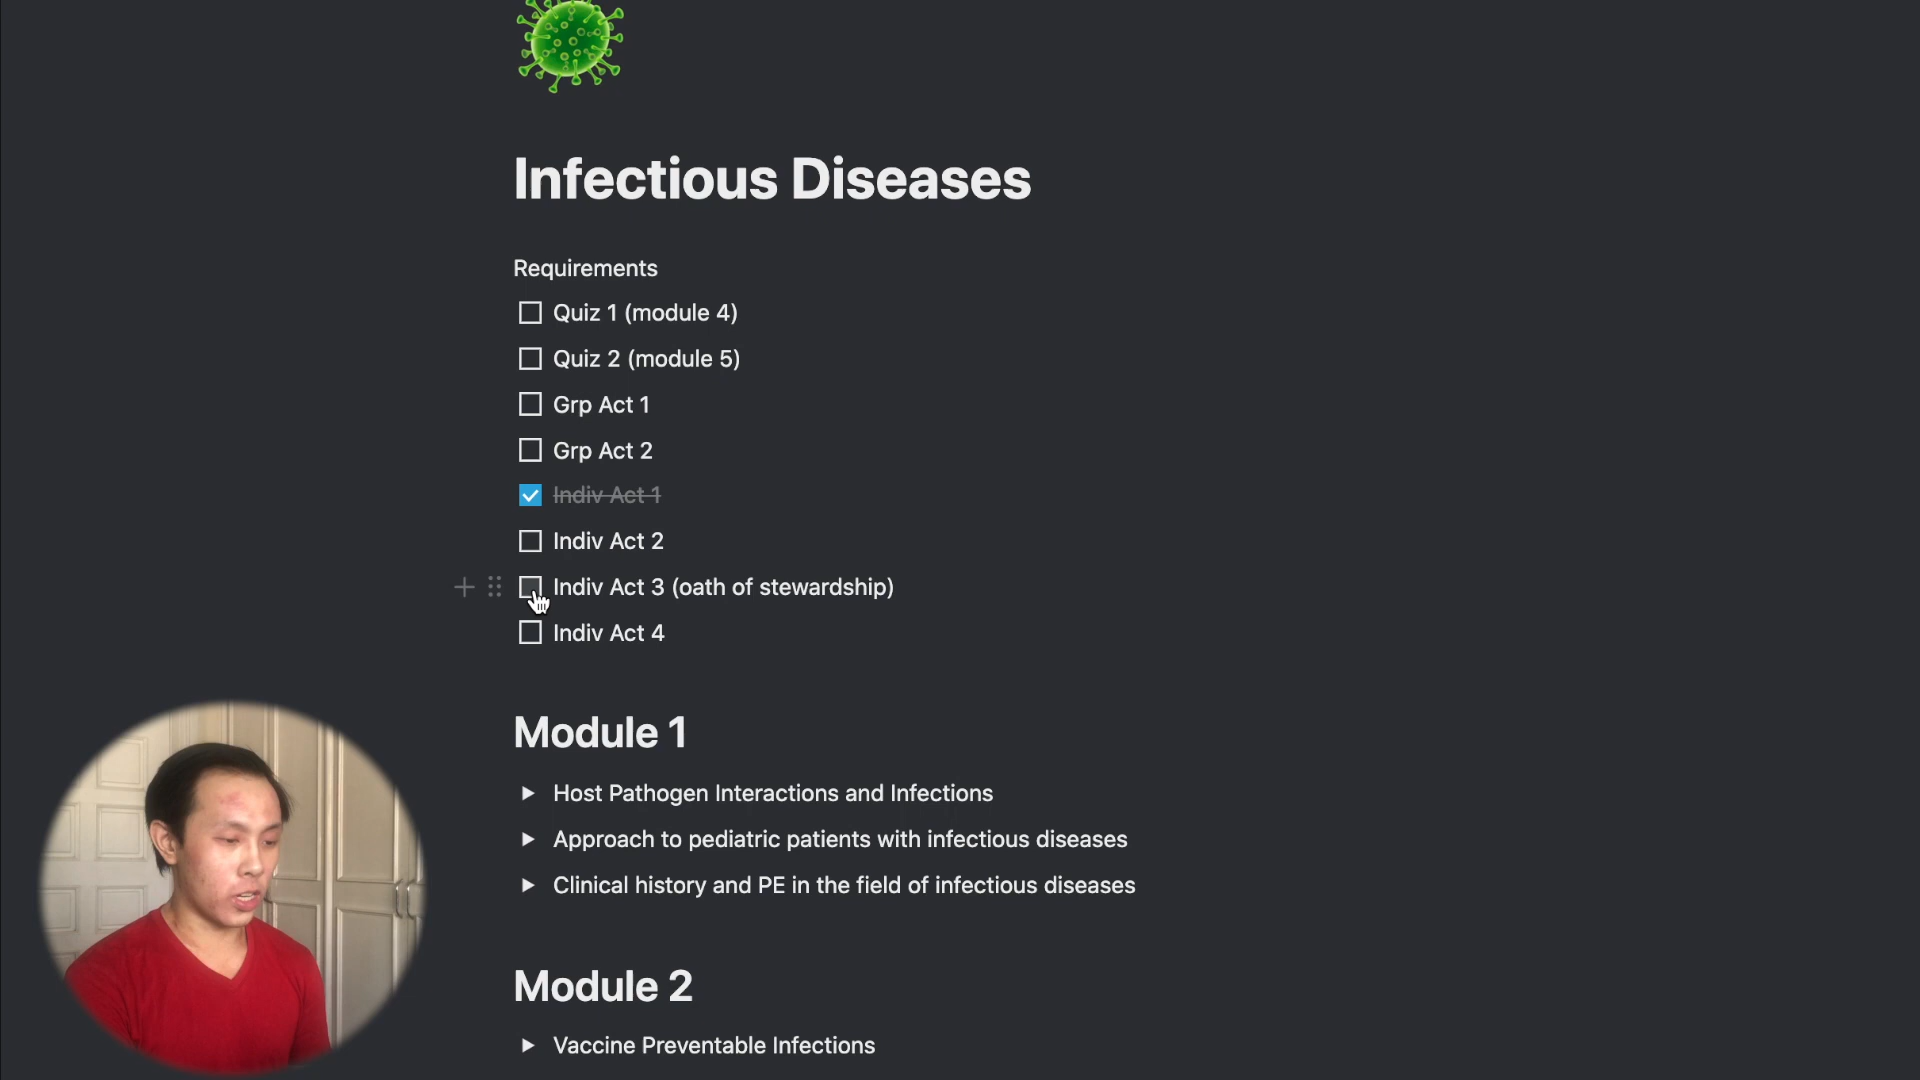 Infectious Diseases
Requirements
Quiz 1 (module 4)
Quiz 2 (module 5)
Grp Act 1
Grp Act 2
Indiv Act 1
Indiv Act 2
Indiv Act 3 (oath of stewardship)
Indiv Act 4
Module 1
Host Pathogen Interactions and Infections
Approach to pediatric patients with infectious diseases
Clinical history and PE in the field of infectious diseases
Module 2
Vaccine Preventable Infections